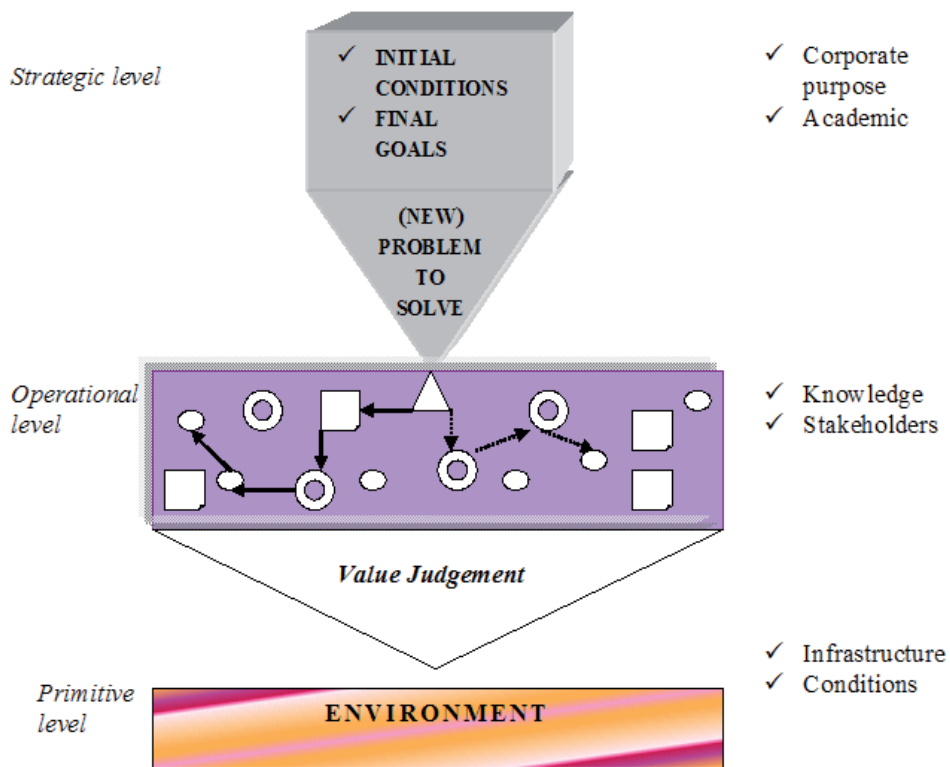 Strategic level
✓ INITIAL
CONDITIONS
✓ FINAL
GOALS
✓ Corporate
purpose
✓ Academic
(NEW)
PROBLEM
TO
SOLVE
Operational
level
✓ Knowledge
✓ Stakeholders
Value Judgement
✓ Infrastructure
✓ Conditions
Primitive
level
ENVIRONMENT